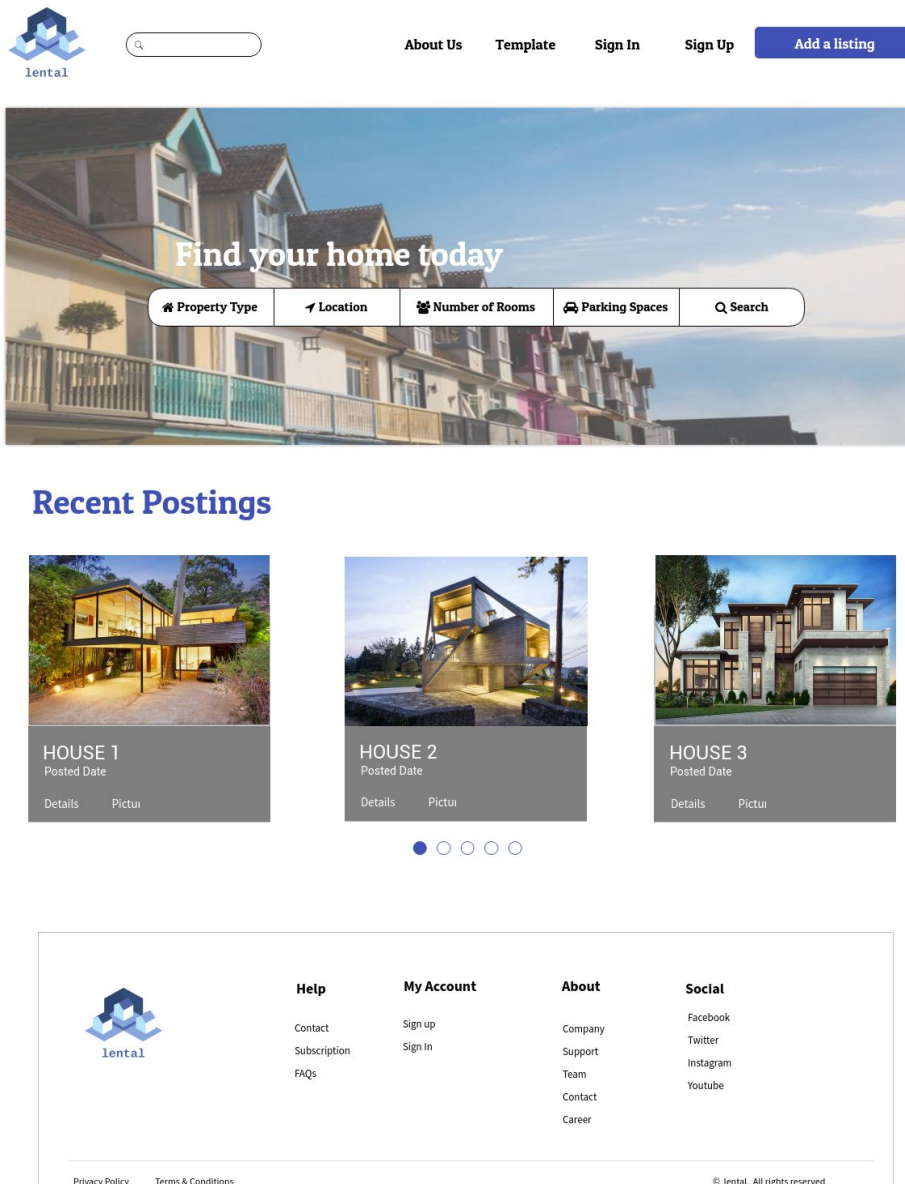 lental
About Us Template Sign In Sign Up Add a listing
Find your home today
Property Type Location Number of Rooms Parking Spaces Search
Recent Postings
HOUSE 1
Posted Date
Details Pictu
HOUSE 2
Posted Date
Details Pictu
HOUSE 3
Posted Date
Details Pictu
lental
Help
Contact
Subscription
FAQs
My Account
Sign up
Sign In
About
Company
Support
Team
Contact
Career
Social
Facebook
Twitter
Instagram
Youtube
Privacy Policy Terms & Conditions © lental. All rights reserved